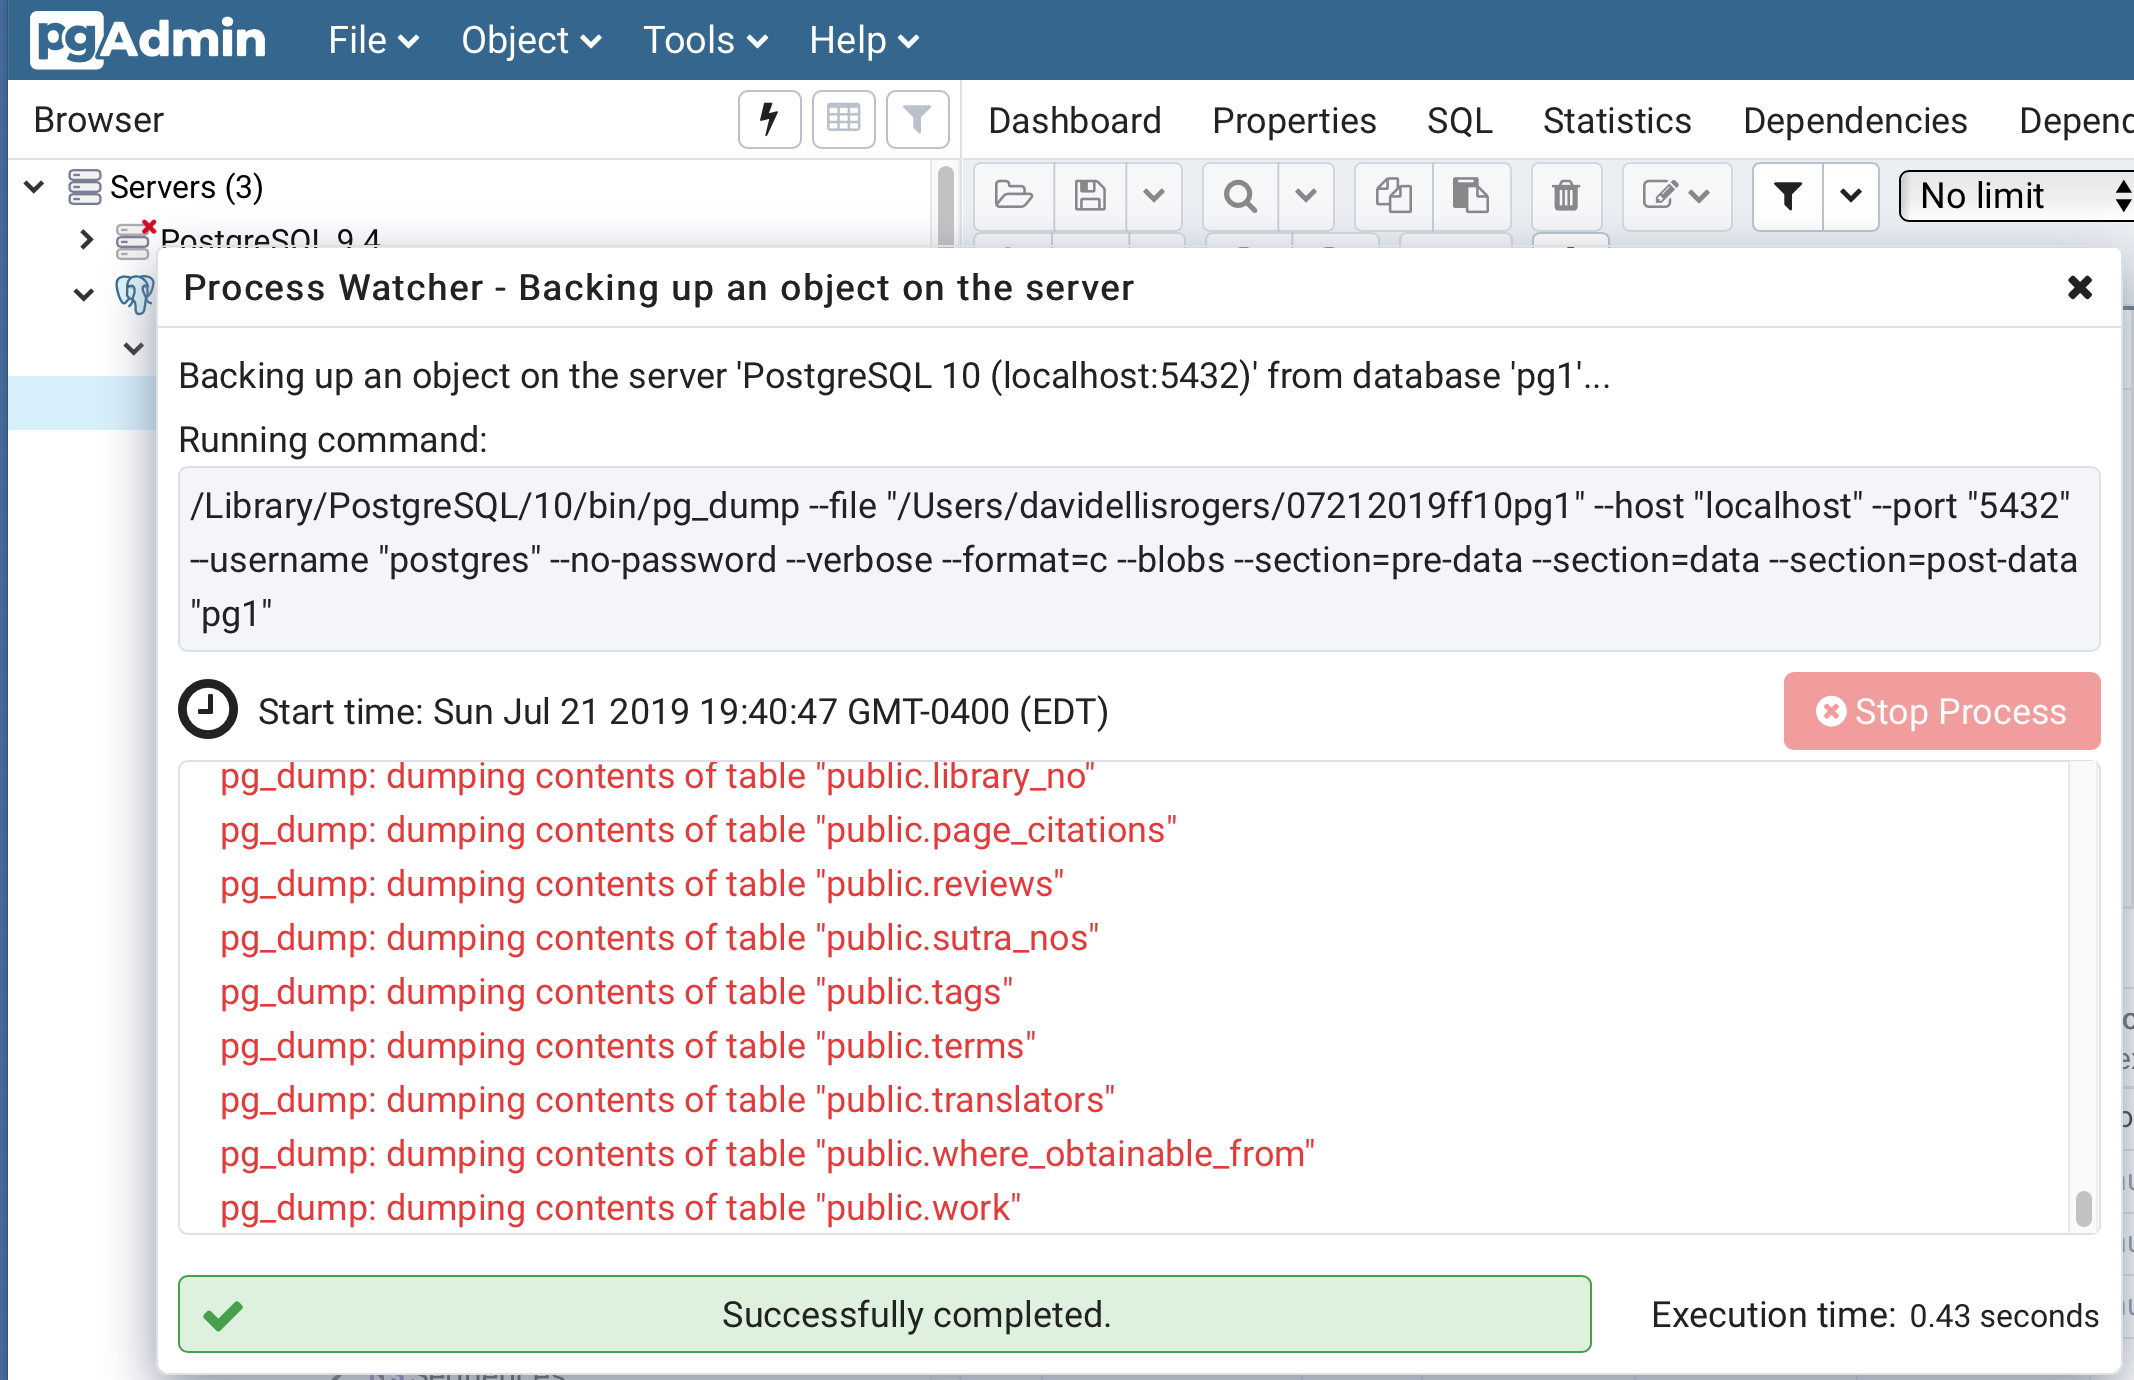 pgAdmin File Object Tools Help
Browser
Dashboard Properties SQL Statistics Dependencies
Servers (3)
No limit
PostgreSQL 9.4
Process Watcher - Backing up an object on the server
Backing up an object on the server 'PostgreSQL 10 (localhost:5432)' from database 'pg1'...
Running command:
/Library/PostgreSQL/10/bin/pg_dump --file "/Users/davidellisrogers/07212019ff10pg1" --host "localhost" --port "5432"
--username "postgres" --no-password --verbose --format=c --blobs --section=pre-data --section=data --section=post-data
"pg1"
Start time: Sun Jul 21 2019 19:40:47 GMT-0400 (EDT)
Stop Process
pg_dump: dumping contents of table "public.library_no"
pg_dump: dumping contents of table "public.page_citations"
pg_dump: dumping contents of table "public.reviews"
pg_dump: dumping contents of table "public.sutra_nos"
pg_dump: dumping contents of table "public.tags"
pg_dump: dumping contents of table "public.terms"
pg_dump: dumping contents of table "public.translators"
pg_dump: dumping contents of table "public.where_obtainable_from"
pg_dump: dumping contents of table "public.work"
Successfully completed.
Execution time: 0.43 seconds